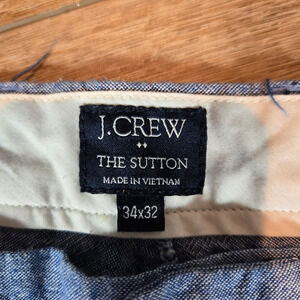 J.CREW
THE SUTTON
MADE IN VIETNAM
34x32